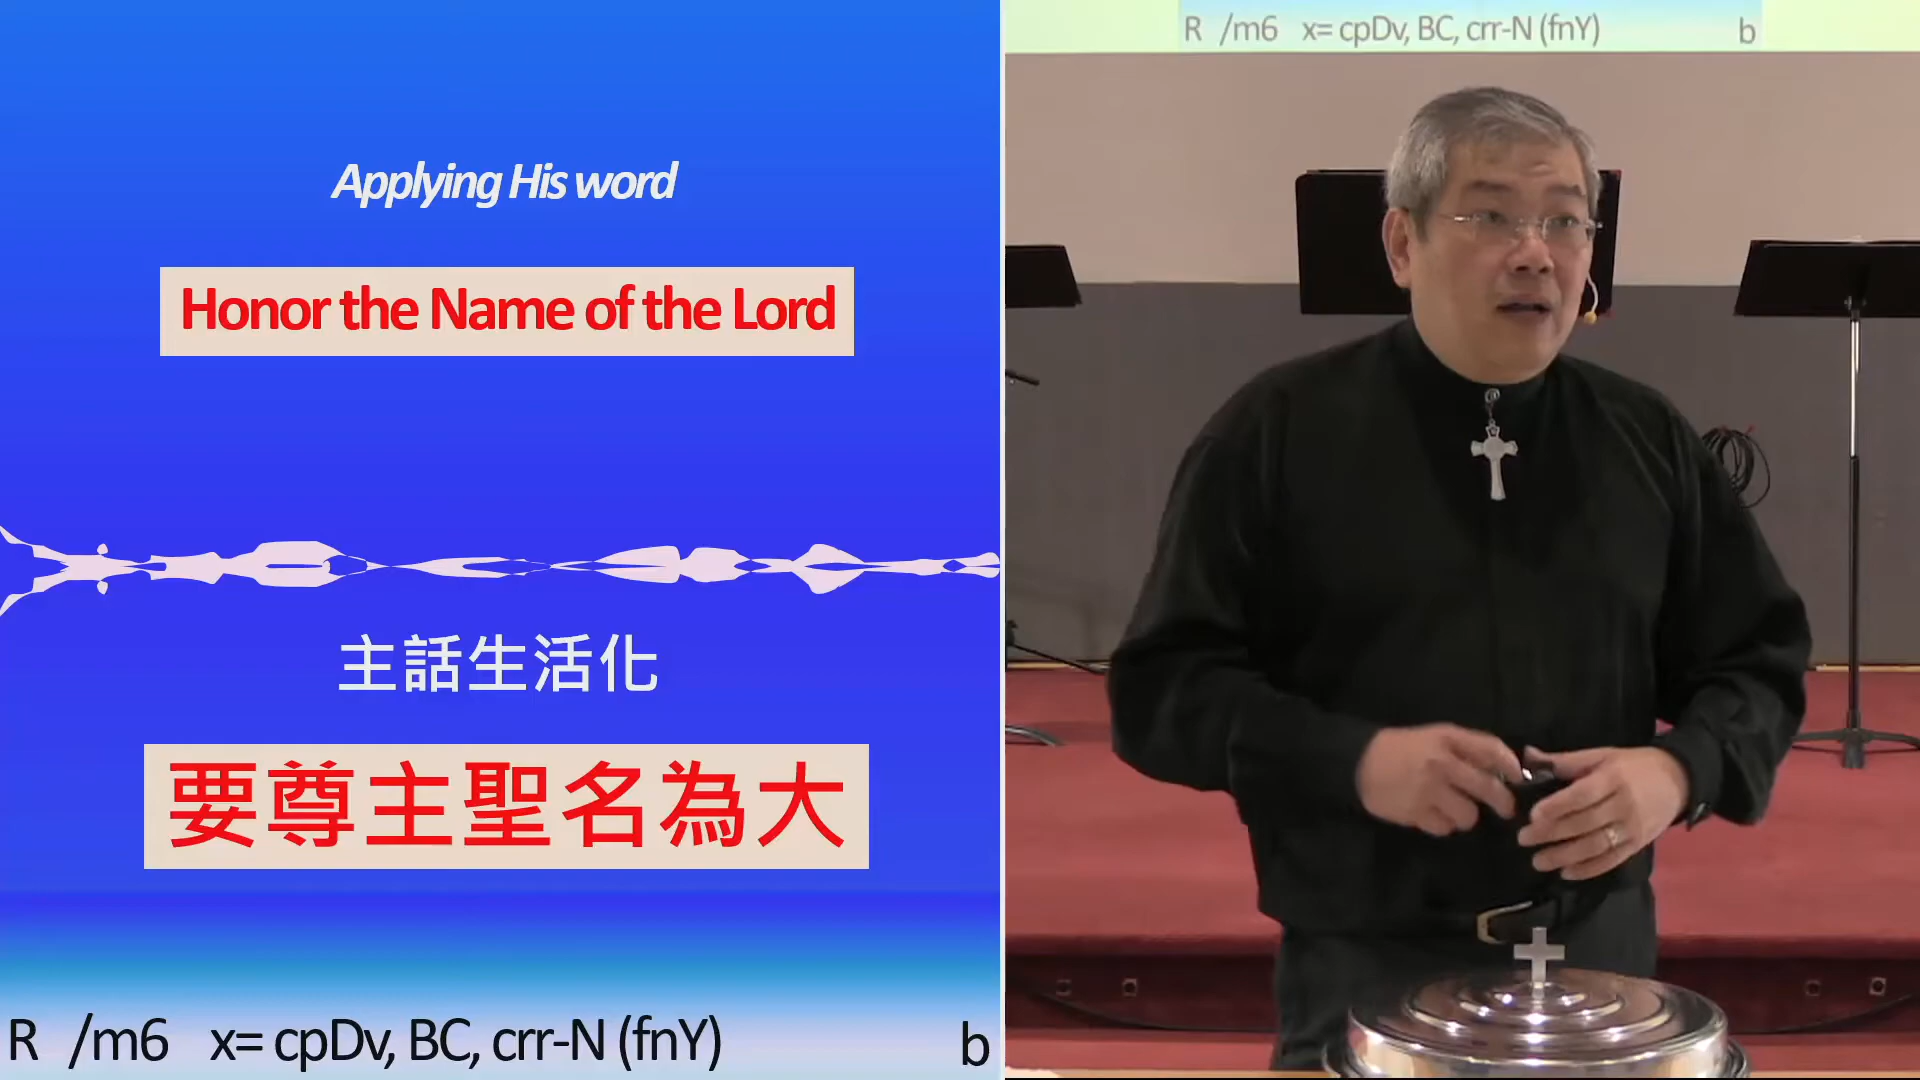 Applying His word
Honor the Name of the Lord
主話生活化
要尊主聖名為大
R /m6 x= cpDv, BC, crr-N (fnY) b
R /m6 x= cpDv, BC, crr-N (fnY) b